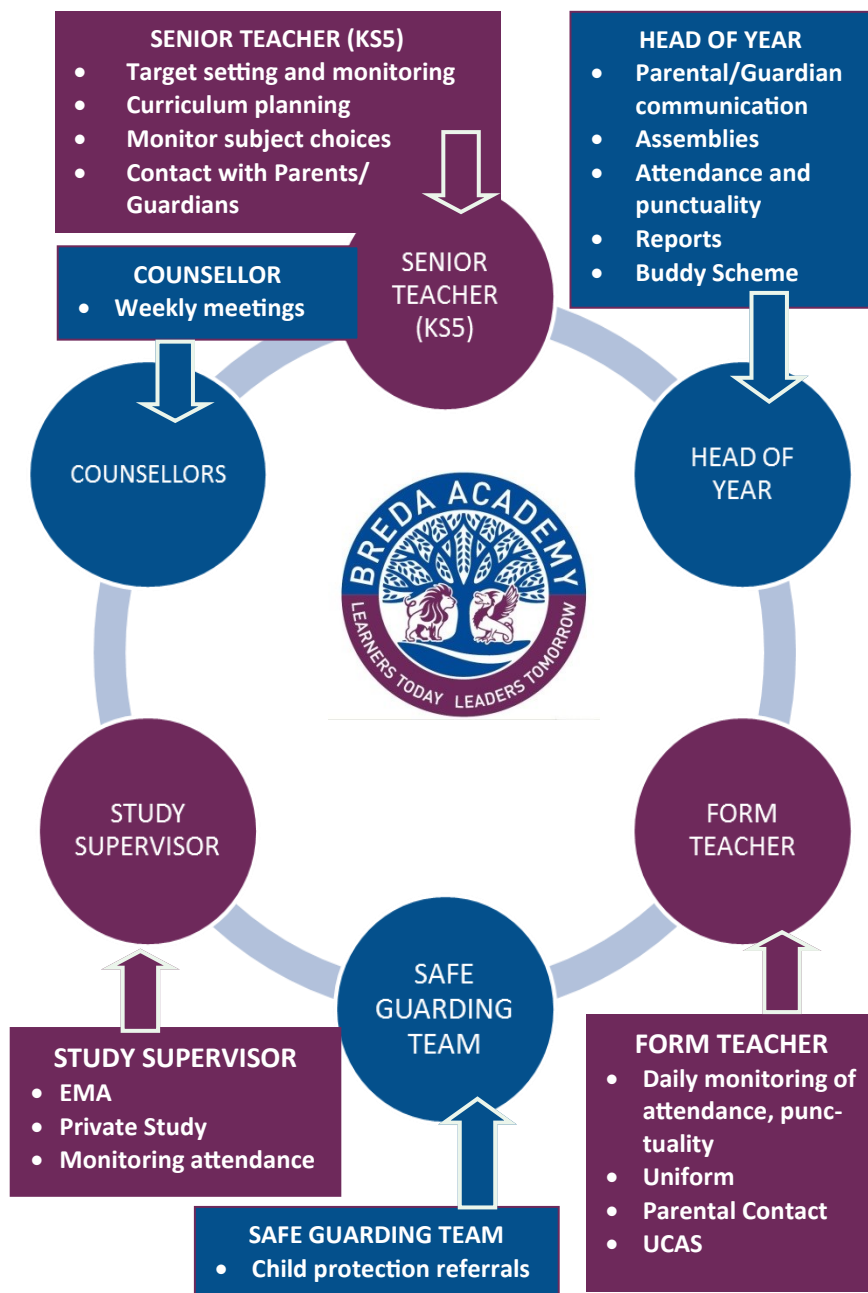 SENIOR TEACHER (KS5)
• Target setting and monitoring
• Curriculum planning
• Monitor subject choices
• Contact with Parents/
Guardians
HEAD OF YEAR
• Parental/Guardian
communication
• Assemblies
• Attendance and
punctuality
• Reports
• Buddy Scheme
COUNSELLOR
• Weekly meetings
SENIOR
TEACHER
(KS5)
COUNSELLORS
HEAD OF
YEAR
BREDA ACADEMY
LEARNERS TODAY LEADERS TOMORROW
STUDY
SUPERVISOR
FORM
TEACHER
SAFE
GUARDING
TEAM
STUDY SUPERVISOR
• EMA
• Private Study
• Monitoring attendance
FORM TEACHER
• Daily monitoring of
attendance, punc-
tuality
• Uniform
• Parental Contact
• UCAS
SAFE GUARDING TEAM
• Child protection referrals